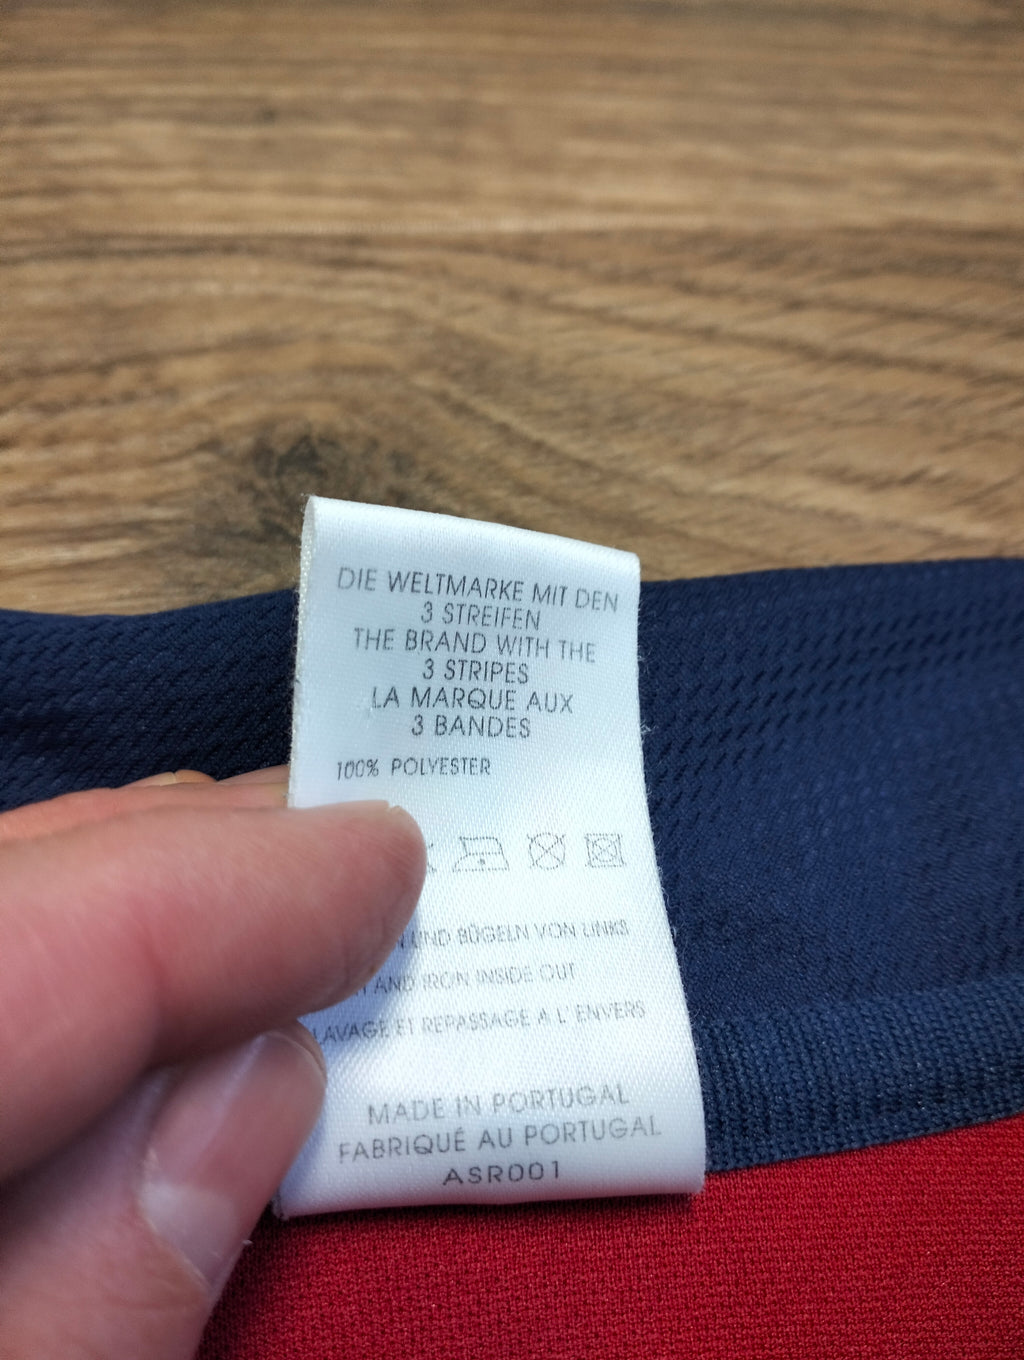 DIE WELTMARKE MIT DEN
3 STREIFEN
THE BRAND WITH THE
3 STRIPES
LA MARQUE AUX
3 BANDES
100% POLYESTER
UND BÜGELN VON LINKS
AND IRON INSIDE OUT
LAVAGE ET REPASSAGE A L' ENVERS
MADE IN PORTUGAL
FABRIQUÉ AU PORTUGAL
ASR001